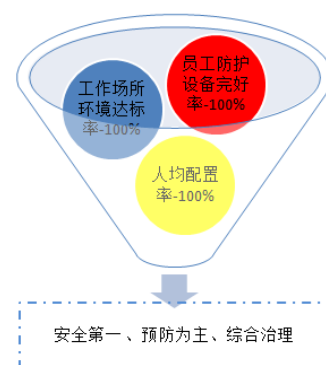 工作场所
环境达标
率-100%
员工防护
设备完好
率-100%
人均配置
率-100%
安全第一、预防为主、综合治理